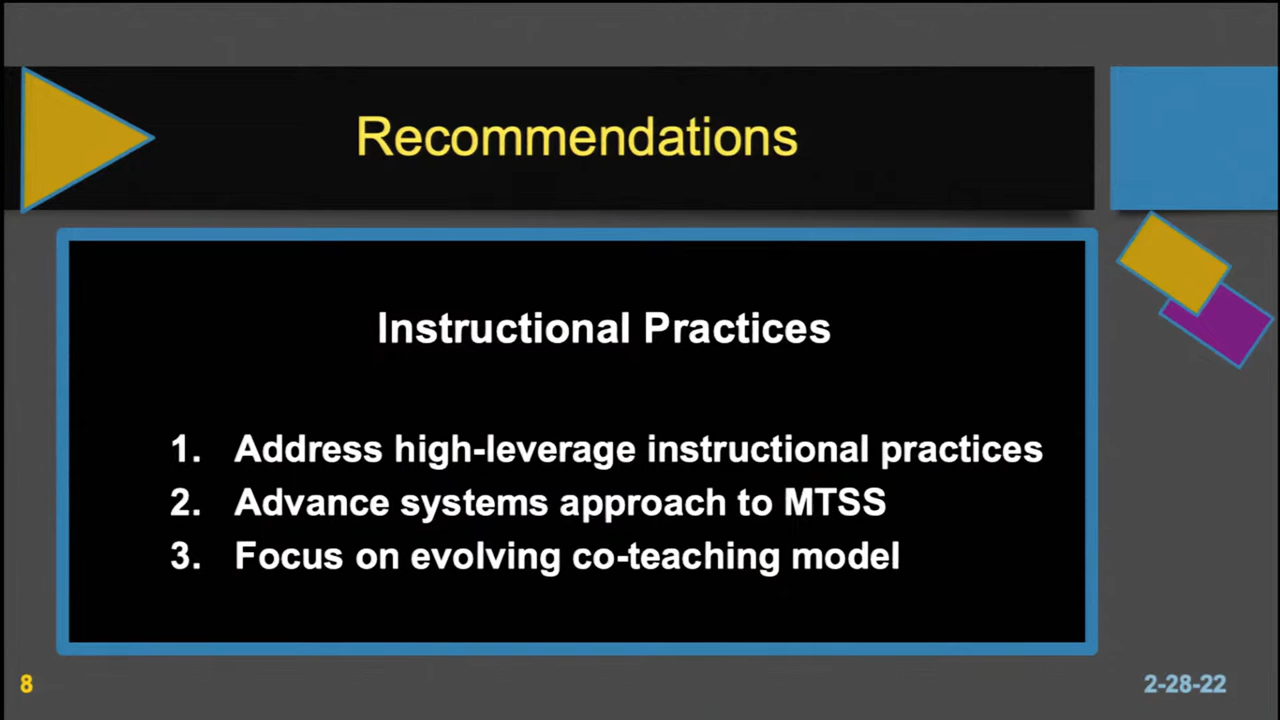 Recommendations
Instructional Practices
1. Address high-leverage instructional practices
2. Advance systems approach to MTSS
3. Focus on evolving co-teaching model
8
2-28-22